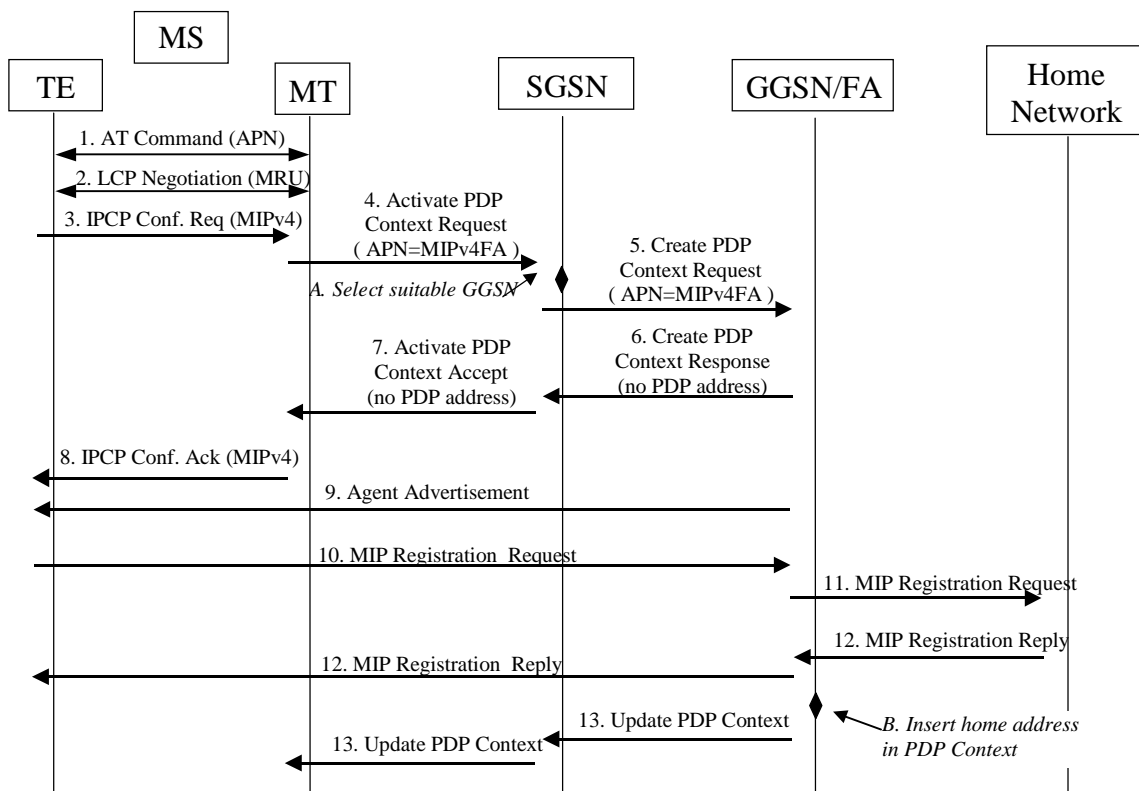 MS
TE
MT
SGSN
GGSN/FA
Home
Network
1. AT Command (APN)
2. LCP Negotiation (MRU)
3. IPCP Conf. Req (MIPv4)
4. Activate PDP
Context Request
( APN=MIPv4FA )
A. Select suitable GGSN
5. Create PDP
Context Request
( APN=MIPv4FA )
6. Create PDP
Context Response
(no PDP address)
7. Activate PDP
Context Accept
(no PDP address)
8. IPCP Conf. Ack (MIPv4)
9. Agent Advertisement
10. MIP Registration Request
11. MIP Registration Request
12. MIP Registration Reply
12. MIP Registration Reply
B. Insert home address
in PDP Context
13. Update PDP Context
13. Update PDP Context